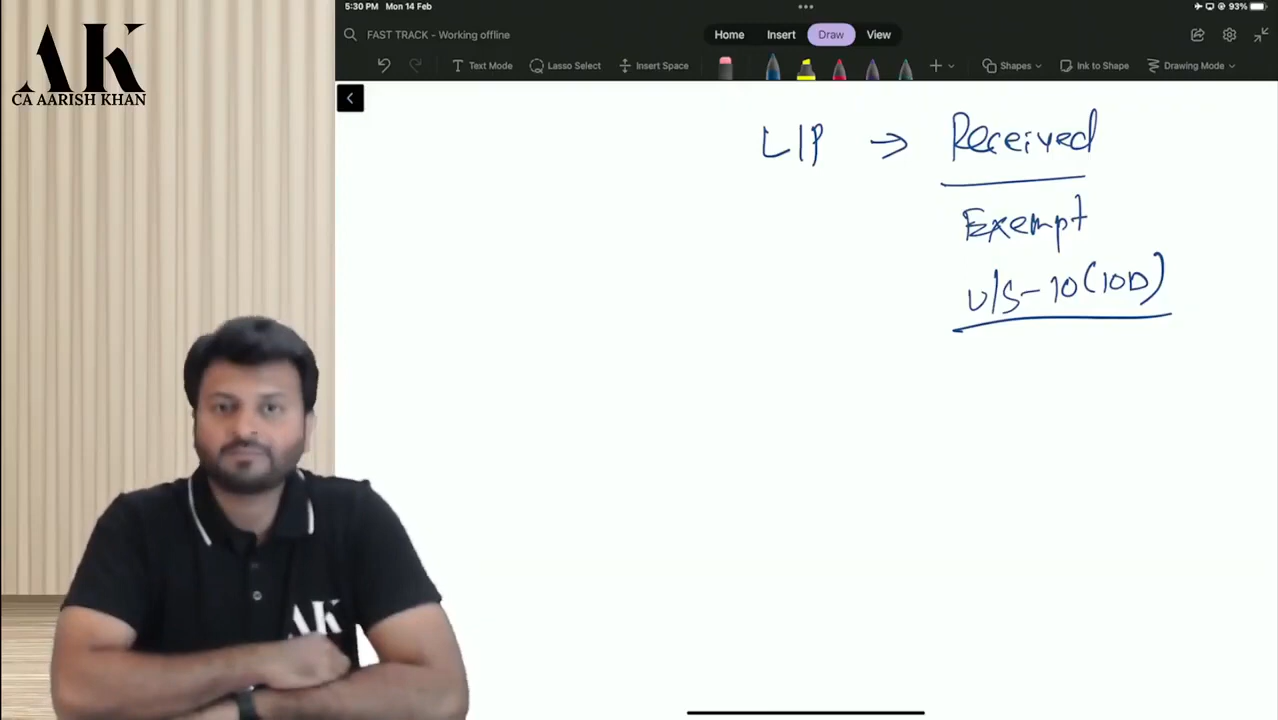 AK
CA AARISH KHAN
5:30 PM Mon 14 Feb
93%
FAST TRACK - Working offline
Home Insert Draw View
Text Mode Lasso Select Insert Space Shapes Ink to Shape Drawing Mode
LIP → Received
Exempt
U/S-10(10D)
AK